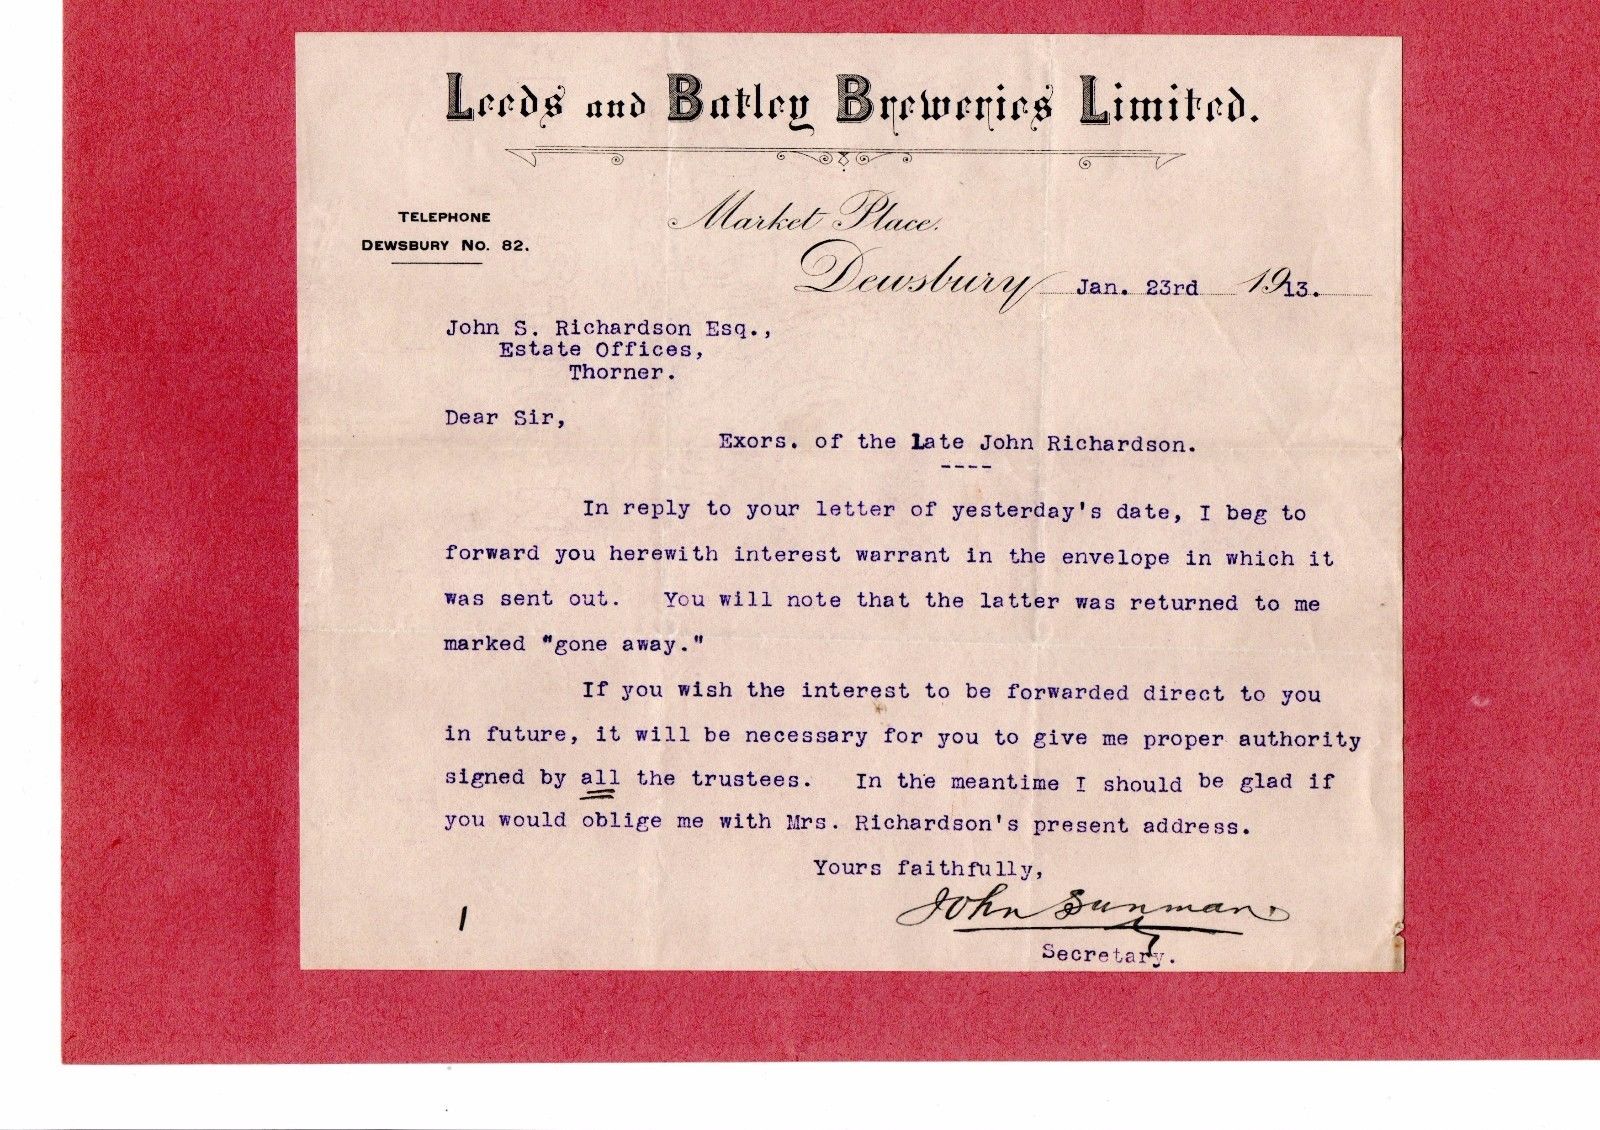 Leeds and Batley Breweries Limited.
Market Place.
TELEPHONE
DEWSBURY No. 82.
Dewsbury Jan. 23rd 1913.
John S. Richardson Esq.,
Estate Offices,
Thorner.
Dear Sir,
Exors. of the Late John Richardson.
----
In reply to your letter of yesterday's date, I beg to
forward you herewith interest warrant in the envelope in which it
was sent out. You will note that the latter was returned to me
marked "gone away."
If you wish the interest to be forwarded direct to you
in future, it will be necessary for you to give me proper authority
signed by all the trustees. In the meantime I should be glad if
you would oblige me with Mrs. Richardson's present address.
Yours faithfully,
John Sunman
Secretary.